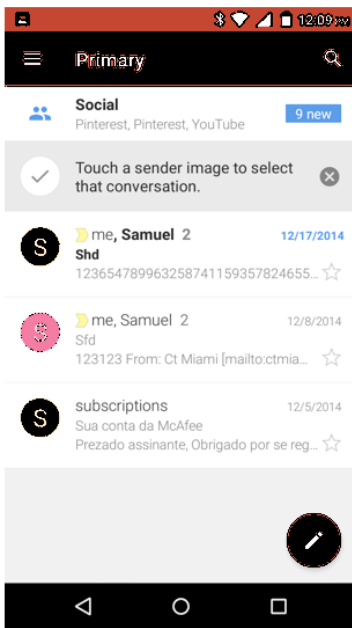 12:09 PM
Primary
Social
Pinterest, Pinterest, YouTube
9 new
Touch a sender image to select
that conversation.
S
me, Samuel 2
12/17/2014
Shd
12365478996325874115935782465​5...
S
me, Samuel 2
12/8/2014
Sfd
123123 From: Ct Miami [mailto:ctmia...
S
subscriptions
12/5/2014
Sua conta da McAfee
Prezado assinante, Obrigado por se reg...